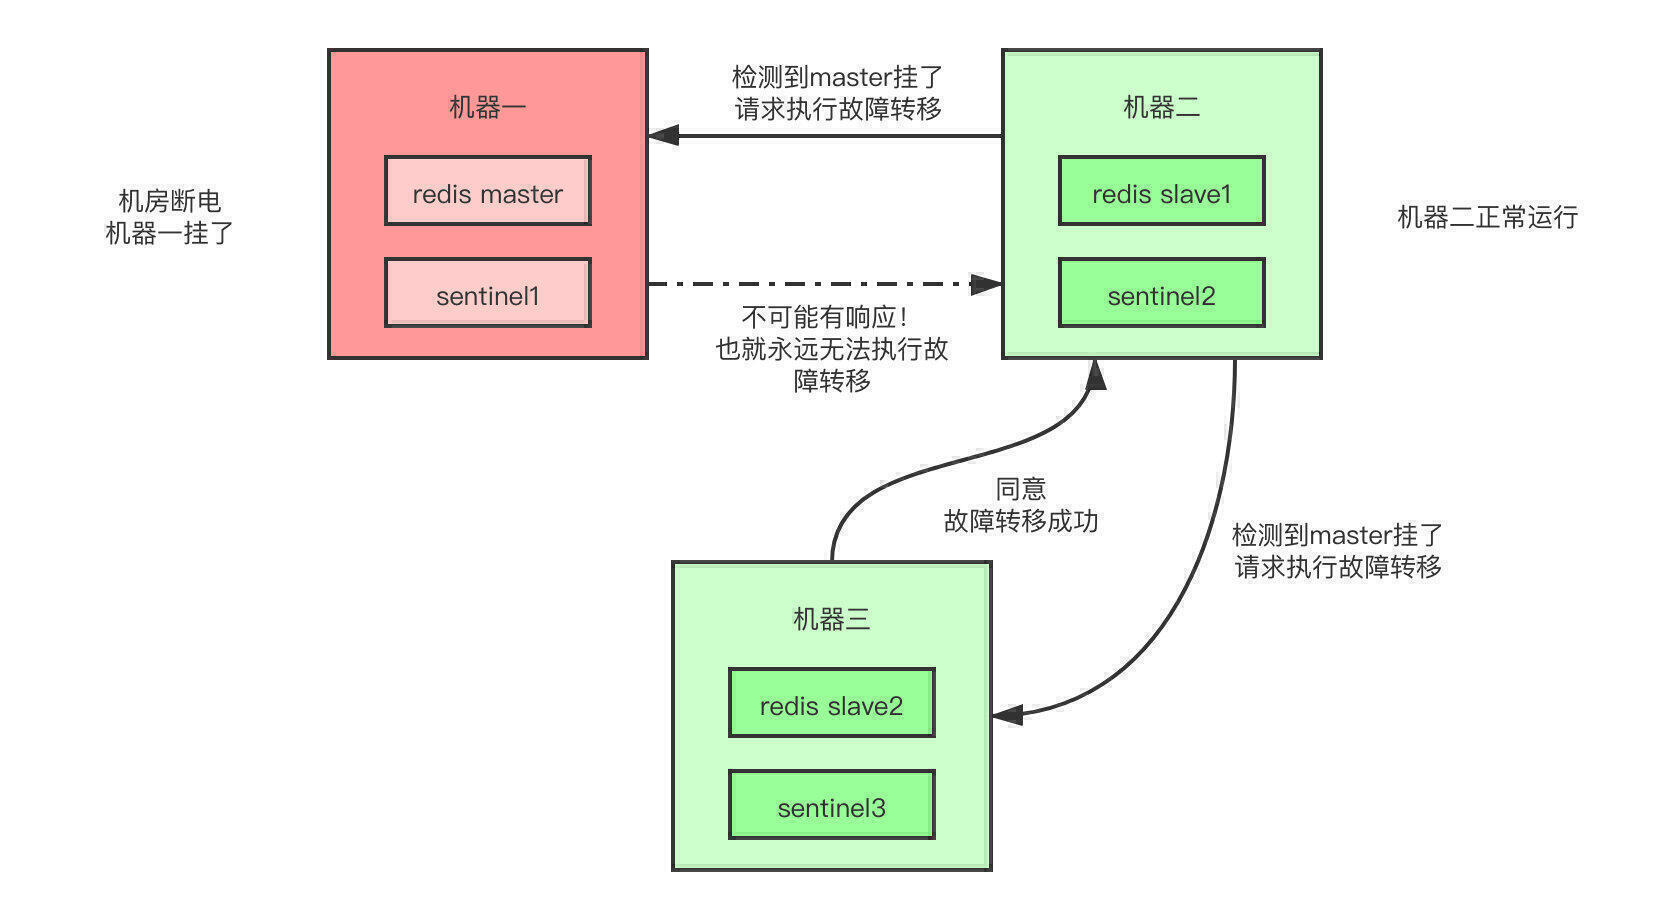 机房断电
机器一挂了
机器一
redis master
sentinel1
检测到master挂了
请求执行故障转移
不可能有响应！
也就永远无法执行故
障转移
机器二
redis slave1
sentinel2
机器二正常运行
同意
故障转移成功
检测到master挂了
请求执行故障转移
机器三
redis slave2
sentinel3